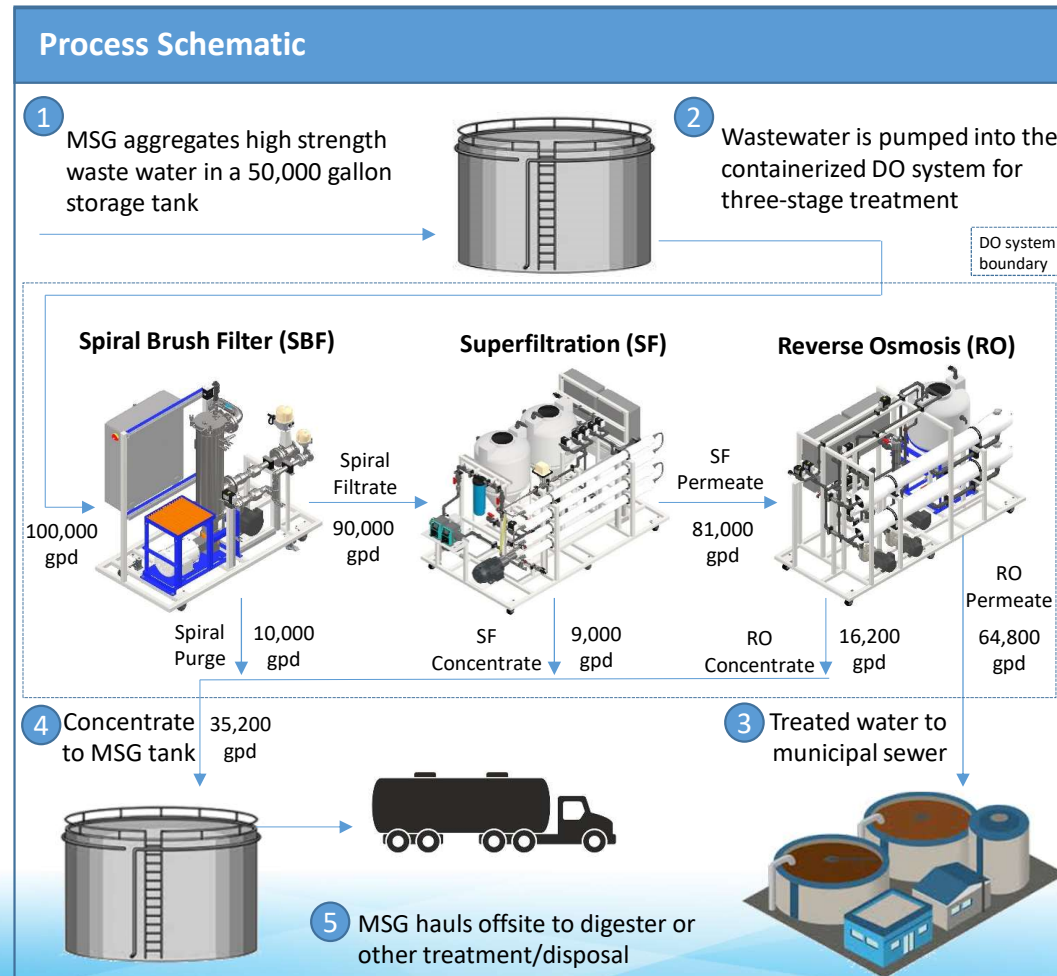 Process Schematic
1
MSG aggregates high strength
waste water in a 50,000 gallon
storage tank
2
Wastewater is pumped into the
containerized DO system for
three-stage treatment
DO system
boundary
Spiral Brush Filter (SBF)
Superfiltration (SF)
Reverse Osmosis (RO)
100,000
gpd
Spiral
Filtrate
90,000
gpd
SF
Permeate
81,000
gpd
Spiral
Purge
10,000
gpd
SF
Concentrate
9,000
gpd
RO
Concentrate
16,200
gpd
RO
Permeate
64,800
gpd
4
Concentrate
to MSG tank
35,200
gpd
3
Treated water to
municipal sewer
5
MSG hauls offsite to digester or
other treatment/disposal